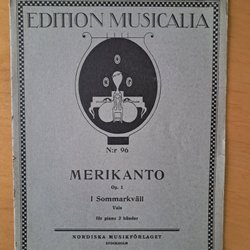 EDITION MUSICALIA
N:r 96
MERIKANTO
Op. 1
I Sommarkväll
Vals
för piano 2 händer
NORDISKA MUSIKFÖRLAGET
STOCKHOLM